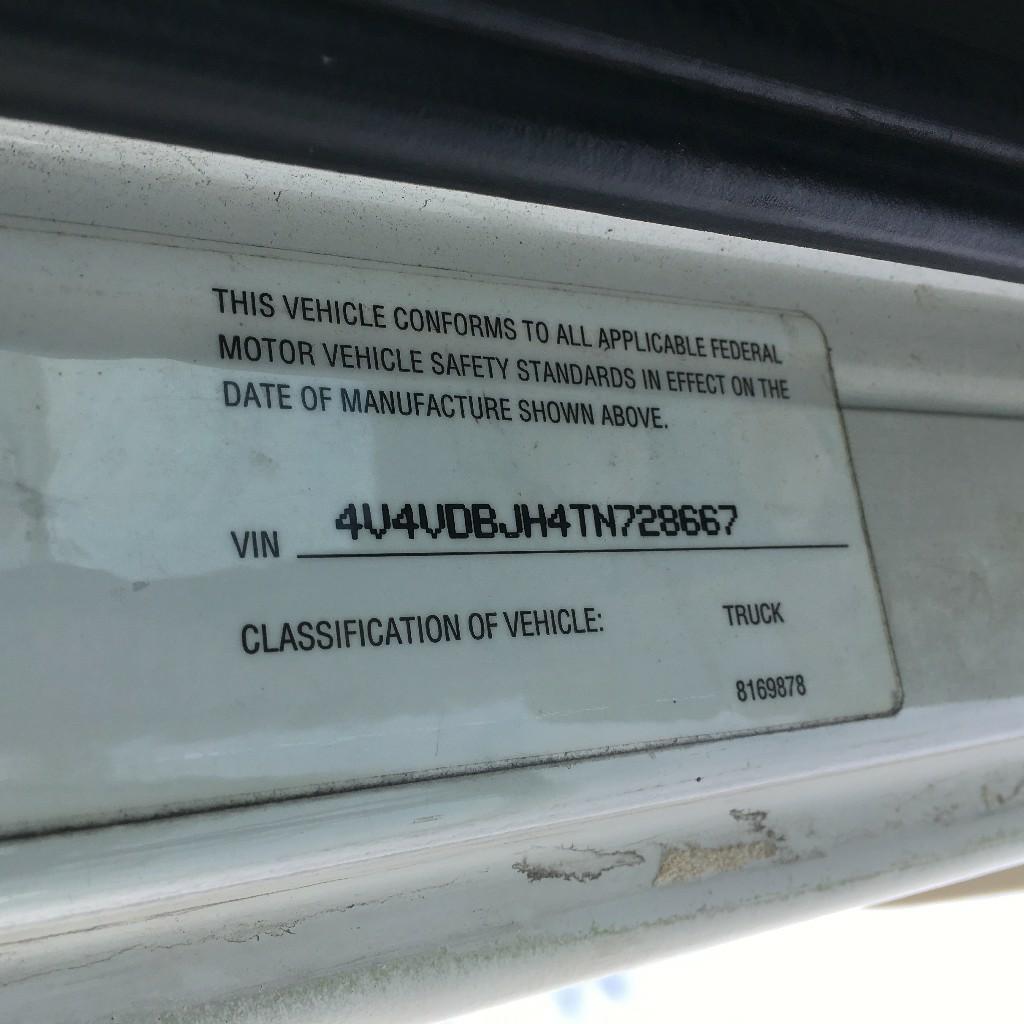 THIS VEHICLE CONFORMS TO ALL APPLICABLE FEDERAL
MOTOR VEHICLE SAFETY STANDARDS IN EFFECT ON THE
DATE OF MANUFACTURE SHOWN ABOVE.
VIN 4V4VDBJH4TN728667
CLASSIFICATION OF VEHICLE: TRUCK
8169878